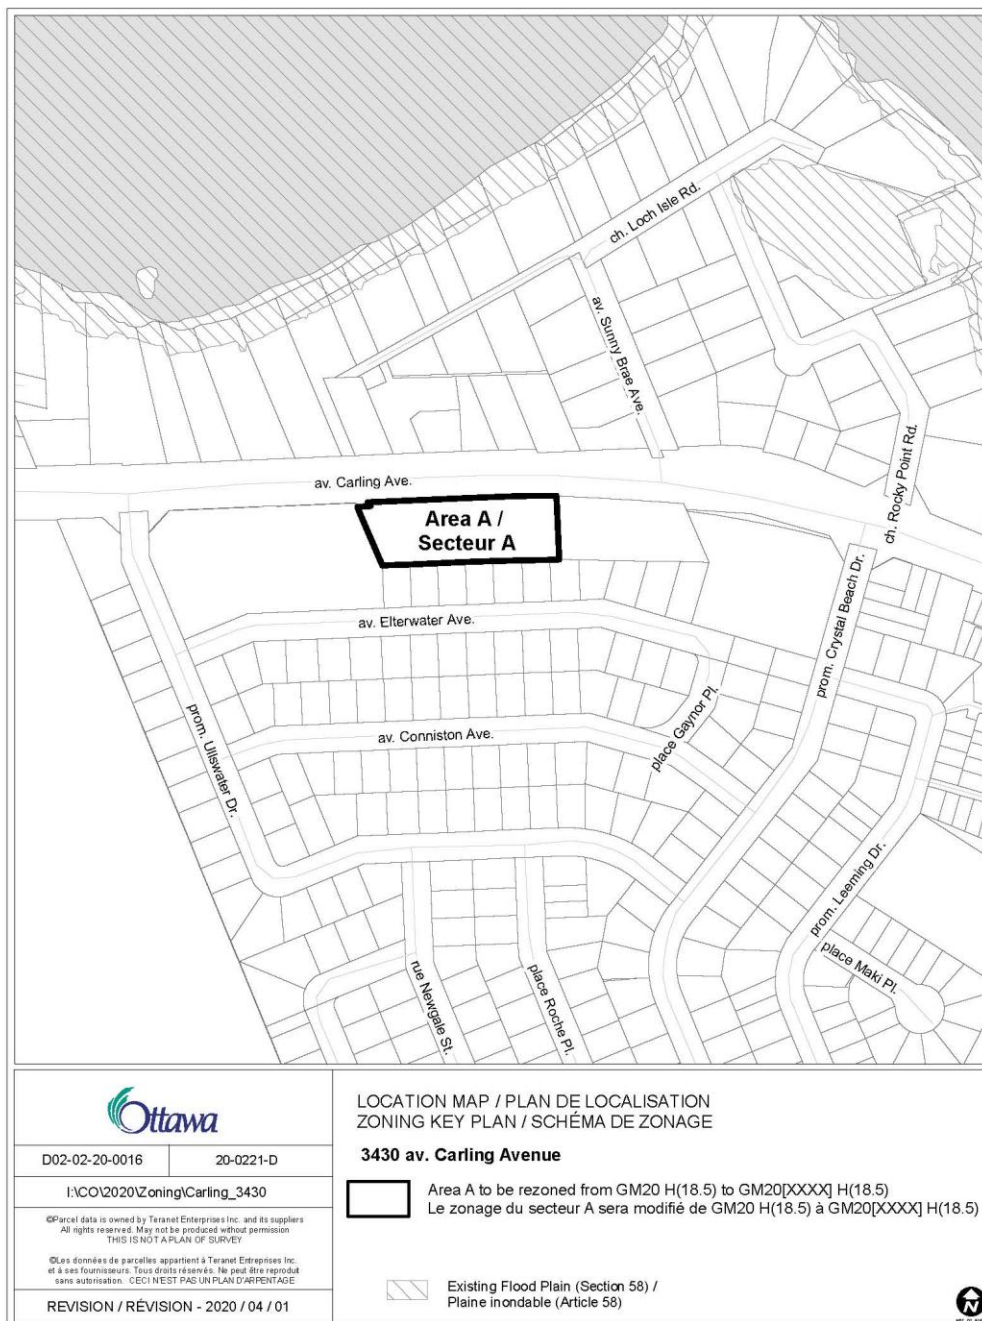 ch. Loch Isle Rd.
av. Sunny Brae Ave.
ch. Rocky Point Rd.
av. Carling Ave.
Area A /
Secteur A
prom. Crystal Beach Dr.
av. Elterwater Ave.
place Gaynor Pl.
prom. Ullswater Dr.
av. Conniston Ave.
prom. Leeming Dr.
place Maki Pl.
rue Newgale St.
place Roche Pl.
Ottawa
D02-02-20-0016
20-0221-D
I:\CO\2020\Zoning\Carling_3430
©Parcel data is owned by Teranet Enterprises Inc. and its suppliers
All rights reserved. May not be produced without permission
THIS IS NOT A PLAN OF SURVEY
©Les données de parcelles appartient à Teranet Entreprises Inc.
et à ses fournisseurs. Tous droits réservés. Ne peut être reproduit
sans autorisation. CECI N'EST PAS UN PLAN D'ARPENTAGE
REVISION / RÉVISION - 2020 / 04 / 01
LOCATION MAP / PLAN DE LOCALISATION
ZONING KEY PLAN / SCHÉMA DE ZONAGE
3430 av. Carling Avenue
Area A to be rezoned from GM20 H(18.5) to GM20[XXXX] H(18.5)
Le zonage du secteur A sera modifié de GM20 H(18.5) à GM20[XXXX] H(18.5)
Existing Flood Plain (Section 58) /
Plaine inondable (Article 58)
N